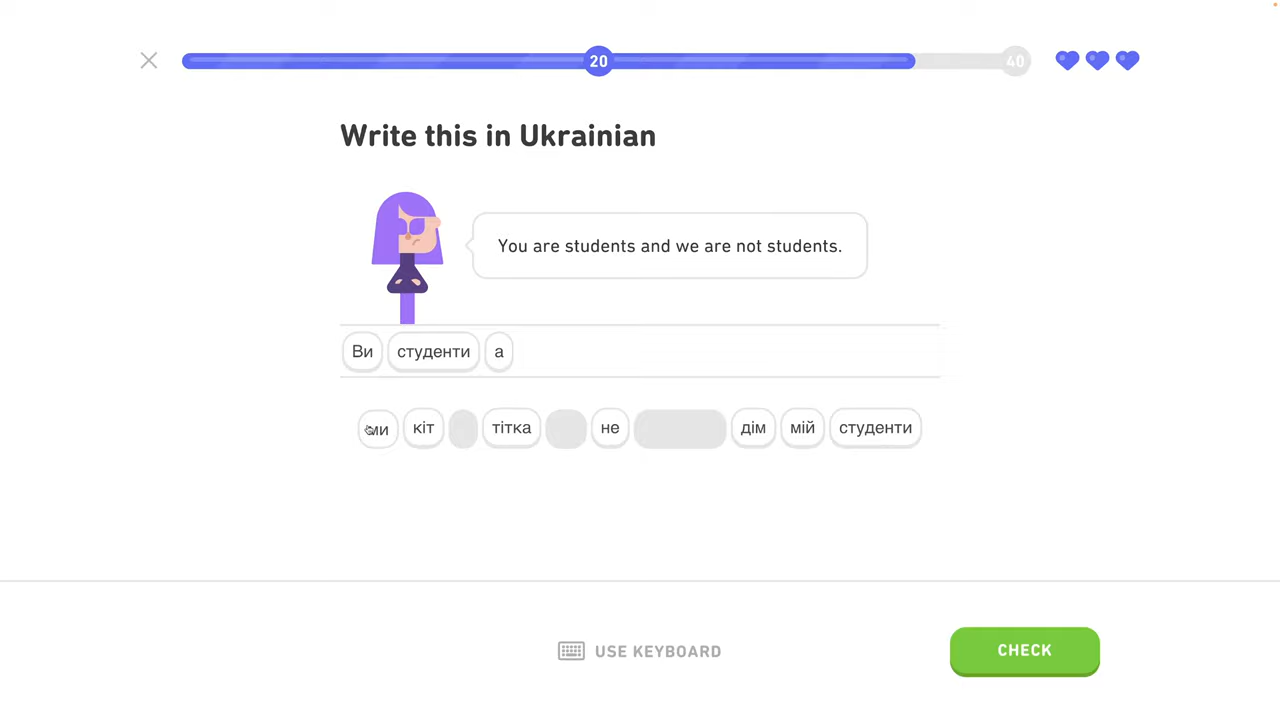 20
40
Write this in Ukrainian
You are students and we are not students.
Ви студенти а
ми кіт тітка не дім мій студенти
USE KEYBOARD
CHECK